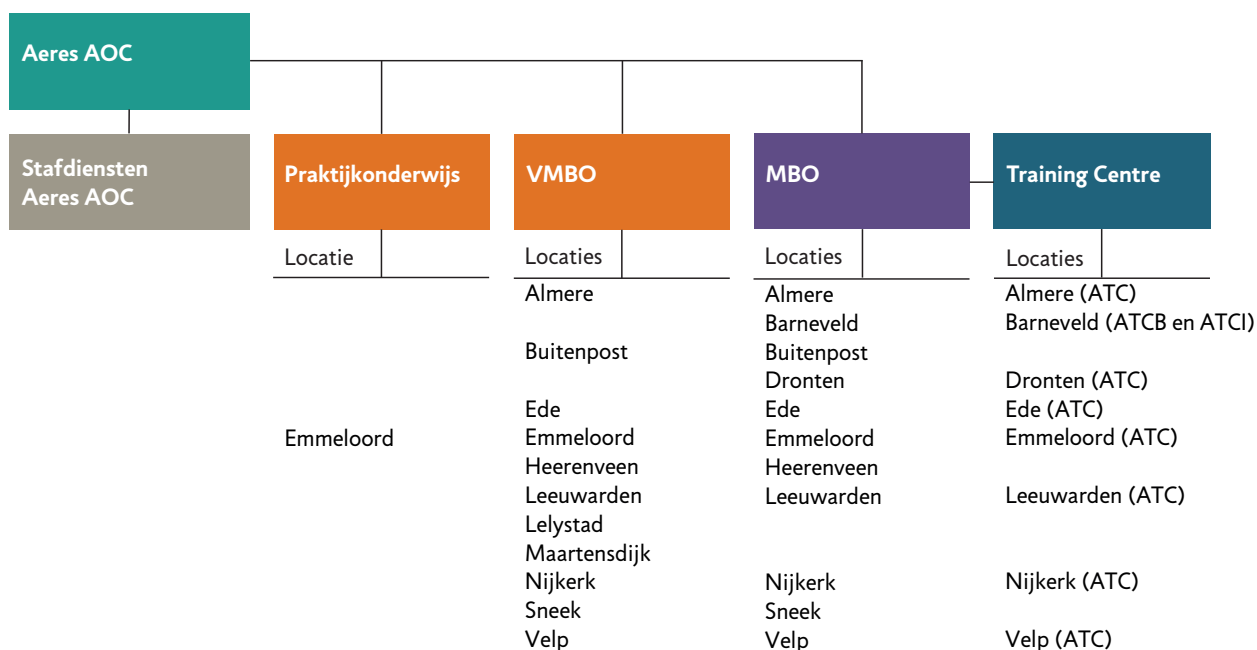 Aeres AOC
Stafdiensten
Aeres AOC
Praktijkonderwijs
VMBO
MBO
Training Centre
Locatie
Emmeloord
Locaties
Almere
Buitenpost
Ede
Emmeloord
Heerenveen
Leeuwarden
Lelystad
Maartensdijk
Nijkerk
Sneek
Velp
Locaties
Almere
Barneveld
Buitenpost
Dronten
Ede
Emmeloord
Heerenveen
Leeuwarden
Nijkerk
Sneek
Velp
Locaties
Almere (ATC)
Barneveld (ATCB en ATCI)
Dronten (ATC)
Ede (ATC)
Emmeloord (ATC)
Leeuwarden (ATC)
Nijkerk (ATC)
Velp (ATC)